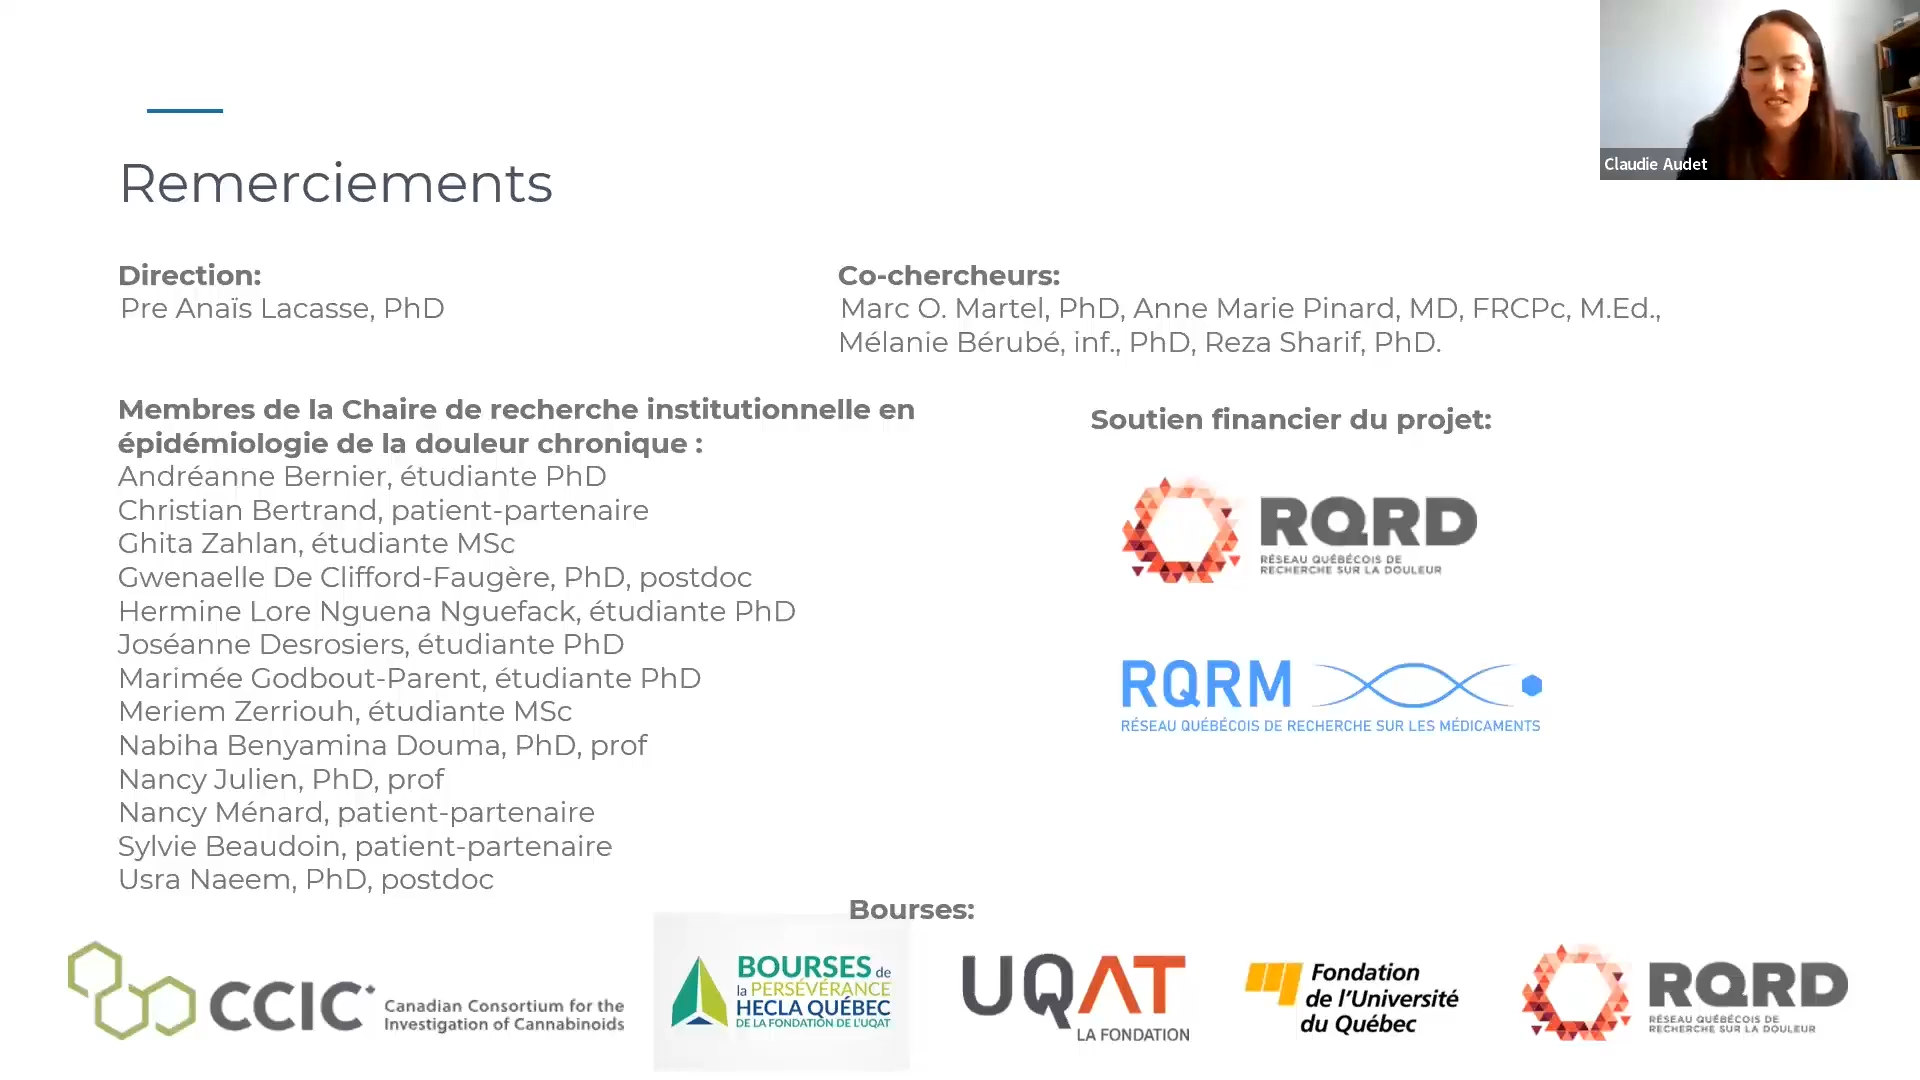 Claudie Audet
Remerciements
Direction:
Pre Anaïs Lacasse, PhD
Co-chercheurs:
Marc O. Martel, PhD, Anne Marie Pinard, MD, FRCPc, M.Ed.,
Mélanie Bérubé, inf., PhD, Reza Sharif, PhD.
Membres de la Chaire de recherche institutionnelle en
épidémiologie de la douleur chronique :
Andréanne Bernier, étudiante PhD
Christian Bertrand, patient-partenaire
Ghita Zahlan, étudiante MSc
Gwenaelle De Clifford-Faugère, PhD, postdoc
Hermine Lore Nguena Nguefack, étudiante PhD
Joséanne Desrosiers, étudiante PhD
Marimée Godbout-Parent, étudiante PhD
Meriem Zerriouh, étudiante MSc
Nabiha Benyamina Douma, PhD, prof
Nancy Julien, PhD, prof
Nancy Ménard, patient-partenaire
Sylvie Beaudoin, patient-partenaire
Usra Naeem, PhD, postdoc
Soutien financier du projet:
RQRD
RÉSEAU QUÉBÉCOIS DE
RECHERCHE SUR LA DOULEUR
RQRM
RÉSEAU QUÉBÉCOIS DE RECHERCHE SUR LES MÉDICAMENTS
Bourses:
CCIC
Canadian Consortium for the
Investigation of Cannabinoids
BOURSES de
la PERSÉVÉRANCE
HECLA QUÉBEC
DE LA FONDATION DE L'UQAT
UQAT
LA FONDATION
Fondation
de l'Université
du Québec
RQRD
RÉSEAU QUÉBÉCOIS DE
RECHERCHE SUR LA DOULEUR